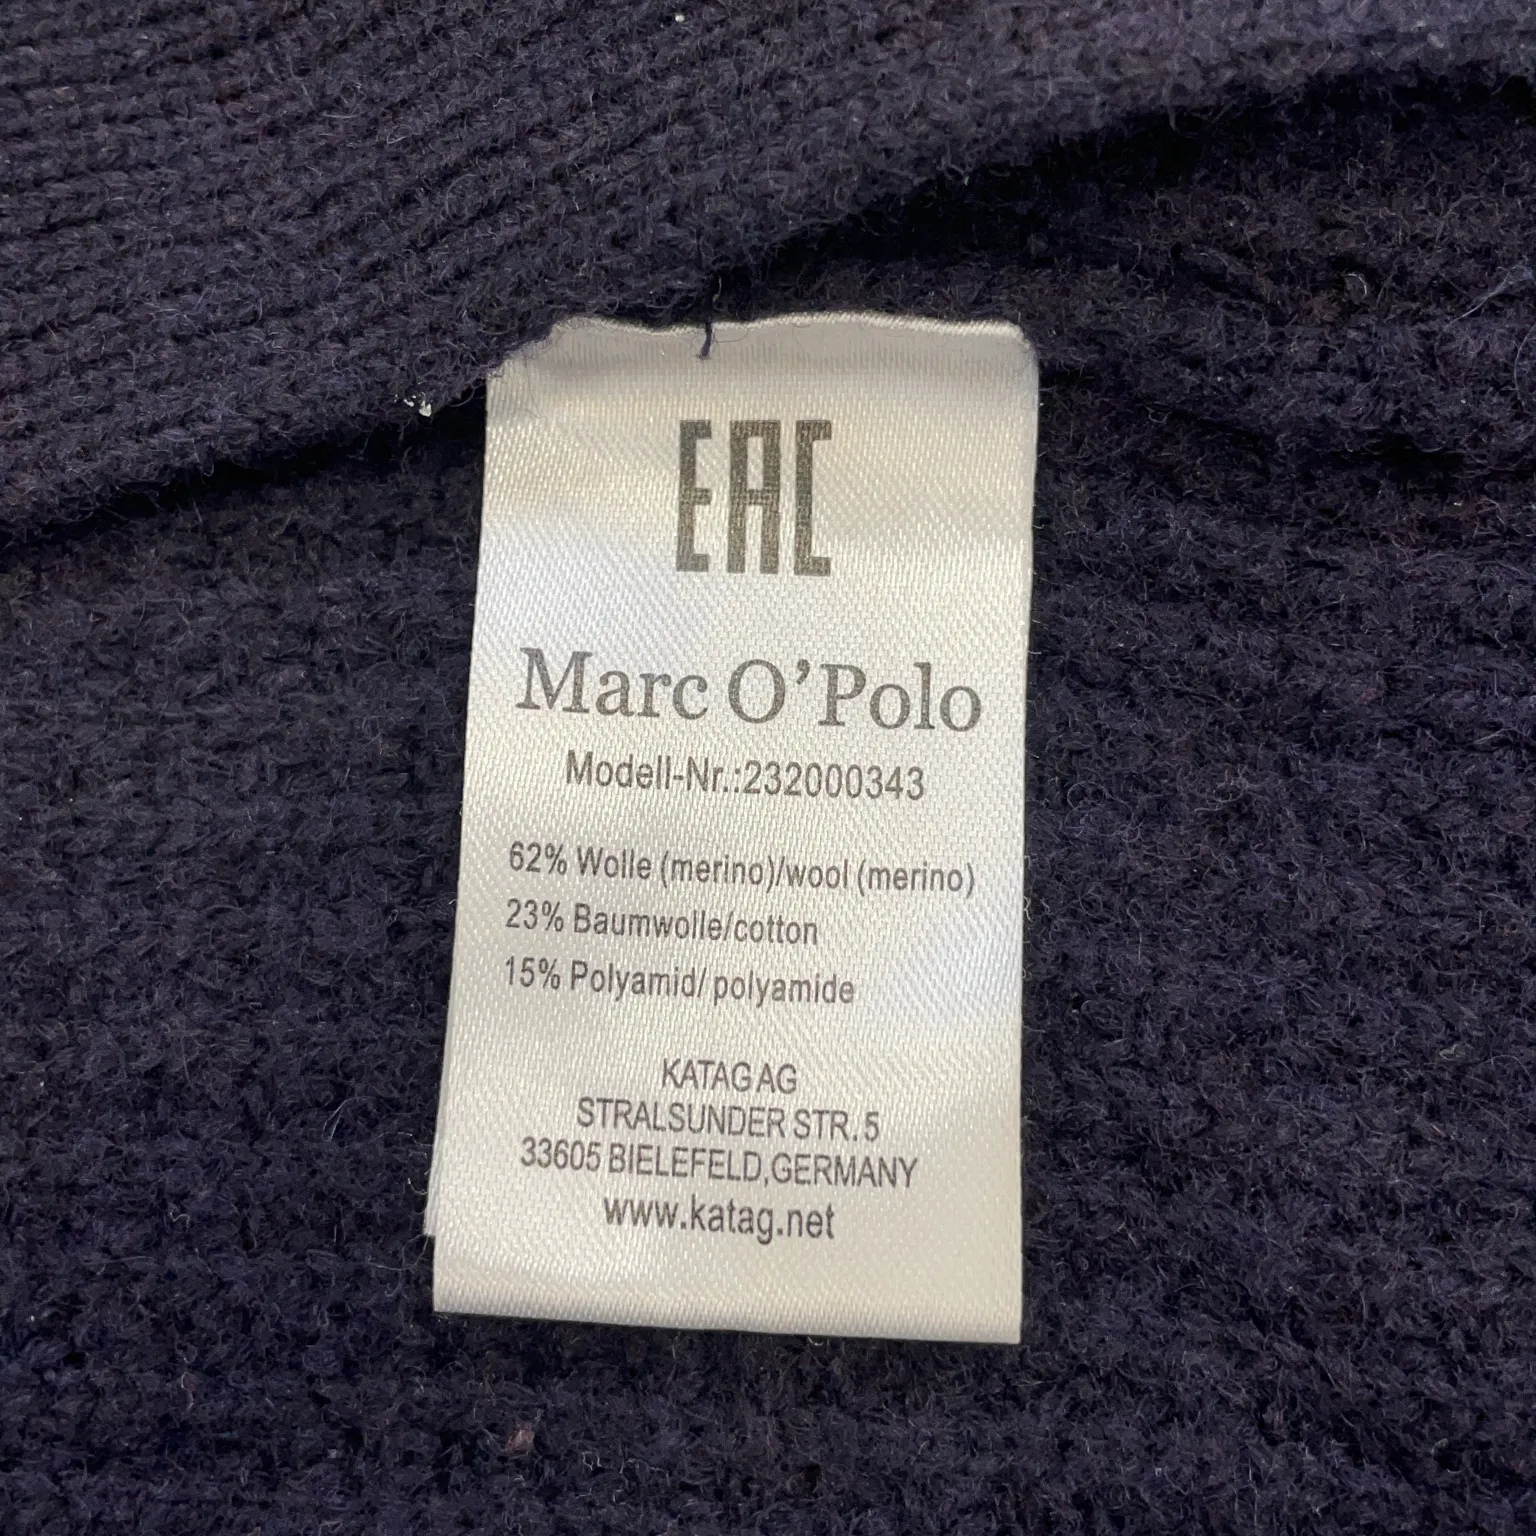 EAC
Marc O'Polo
Modell-Nr.:232000343
62% Wolle (merino)/wool (merino)
23% Baumwolle/cotton
15% Polyamid/ polyamide
KATAG AG
STRALSUNDER STR. 5
33605 BIELEFELD,GERMANY
www.katag.net